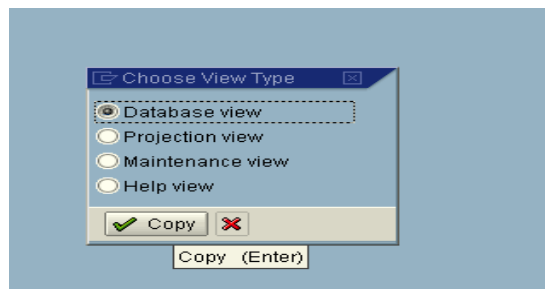 Choose View Type
Database view
Projection view
Maintenance view
Help view
Copy
Copy (Enter)